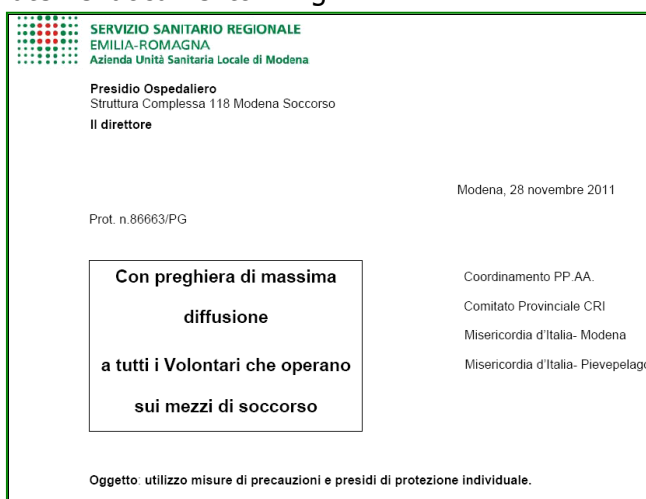 SERVIZIO SANITARIO REGIONALE
EMILIA-ROMAGNA
Azienda Unità Sanitaria Locale di Modena
Presidio Ospedaliero
Struttura Complessa 118 Modena Soccorso
Il direttore
Modena, 28 novembre 2011
Prot. n.86663/PG
Con preghiera di massima
diffusione
a tutti i Volontari che operano
sui mezzi di soccorso
Coordinamento PP.AA.
Comitato Provinciale CRI
Misericordia d'Italia- Modena
Misericordia d'Italia- Pievepelago
Oggetto: utilizzo misure di precauzioni e presidi di protezione individuale.